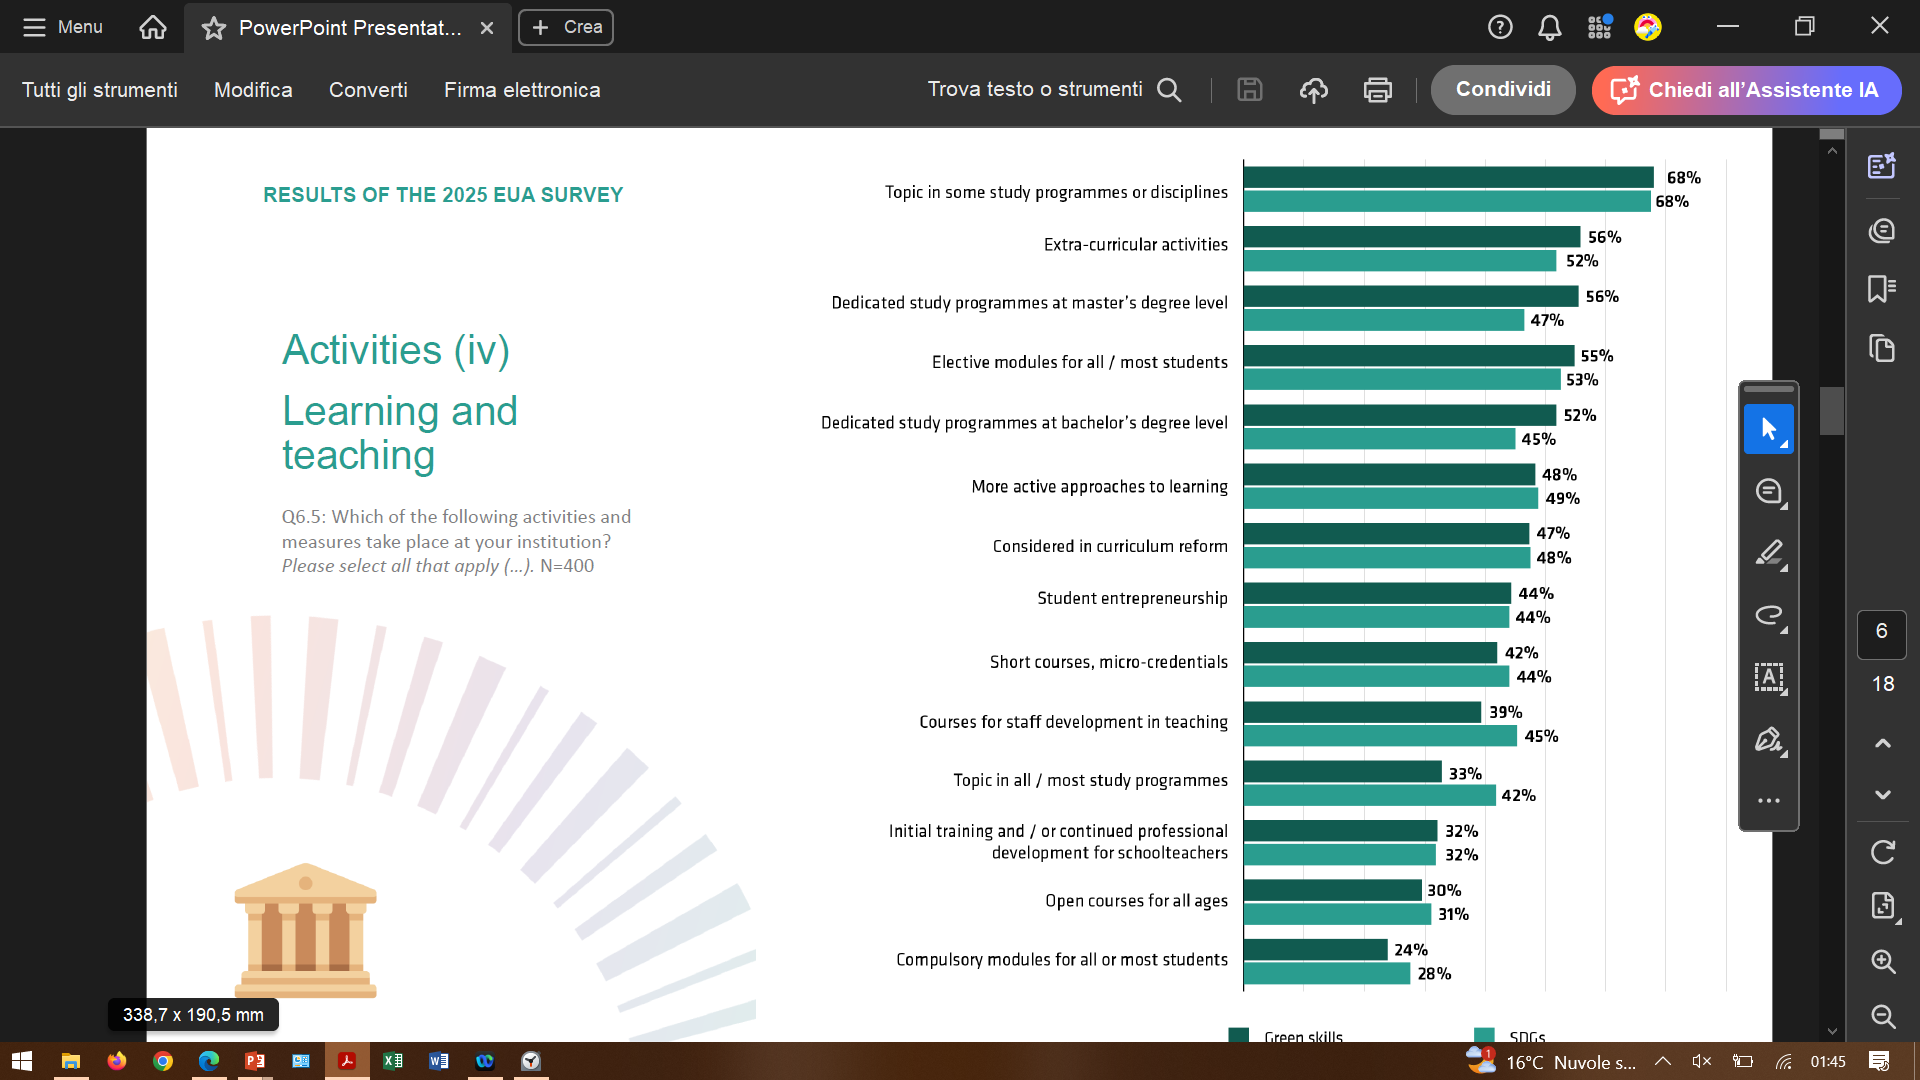 Menu
PowerPoint Presentat...
Crea
Tutti gli strumenti
Modifica
Converti
Firma elettronica
Trova testo o strumenti
Condividi
Chiedi all'Assistente IA
RESULTS OF THE 2025 EUA SURVEY
Activities (iv)
Learning and
teaching
Q6.5: Which of the following activities and
measures take place at your institution?
Please select all that apply (...). N=400
Topic in some study programmes or disciplines
68%
68%
Extra-curricular activities
56%
52%
Dedicated study programmes at master's degree level
56%
47%
Elective modules for all / most students
55%
53%
Dedicated study programmes at bachelor's degree level
52%
45%
More active approaches to learning
48%
49%
Considered in curriculum reform
47%
48%
Student entrepreneurship
44%
44%
Short courses, micro-credentials
42%
44%
Courses for staff development in teaching
39%
45%
Topic in all / most study programmes
33%
42%
Initial training and / or continued professional
development for schoolteachers
32%
32%
Open courses for all ages
30%
31%
Compulsory modules for all or most students
24%
28%
Green skills
SDGs
338,7 x 190,5 mm
6
18
1
16°C Nuvole s...
01:45